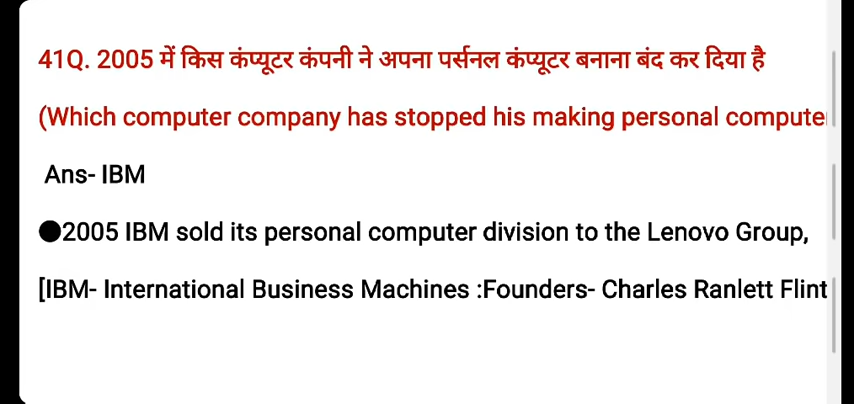 41Q. 2005 में किस कंप्यूटर कंपनी ने अपना पर्सनल कंप्यूटर बनाना बंद कर दिया है
(Which computer company has stopped his making personal compute
Ans- IBM
●2005 IBM sold its personal computer division to the Lenovo Group,
[IBM- International Business Machines :Founders- Charles Ranlett Flint